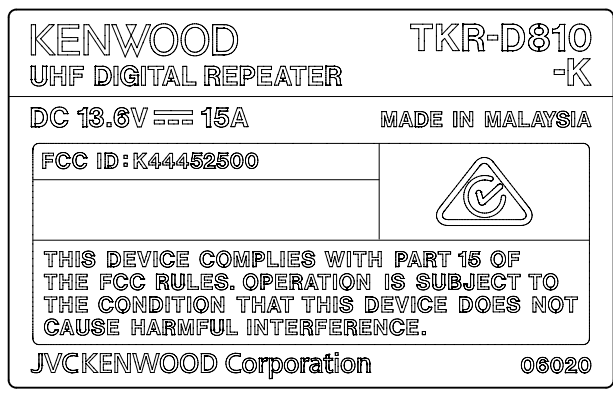 KENWOOD
TKR-D810
-K
UHF DIGITAL REPEATER
DC 13.6V ⎓ 15A
MADE IN MALAYSIA
FCC ID: K44452500
THIS DEVICE COMPLIES WITH PART 15 OF
THE FCC RULES. OPERATION IS SUBJECT TO
THE CONDITION THAT THIS DEVICE DOES NOT
CAUSE HARMFUL INTERFERENCE.
JVCKENWOOD Corporation
06020